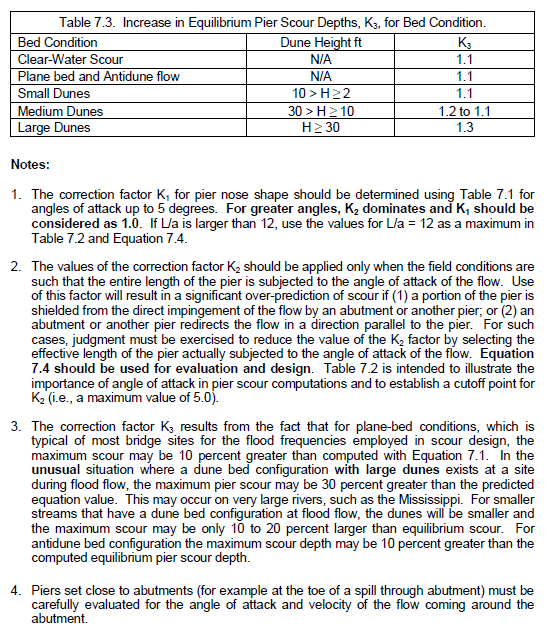 Table 7.3. Increase in Equilibrium Pier Scour Depths, K3, for Bed Condition.
Bed Condition Dune Height ft K3
Clear-Water Scour N/A 1.1
Plane bed and Antidune flow N/A 1.1
Small Dunes 10 > H ≥ 2 1.1
Medium Dunes 30 > H ≥ 10 1.2 to 1.1
Large Dunes H ≥ 30 1.3
Notes:
1. The correction factor K1 for pier nose shape should be determined using Table 7.1 for
angles of attack up to 5 degrees. For greater angles, K2 dominates and K1 should be
considered as 1.0. If L/a is larger than 12, use the values for L/a = 12 as a maximum in
Table 7.2 and Equation 7.4.
2. The values of the correction factor K2 should be applied only when the field conditions are
such that the entire length of the pier is subjected to the angle of attack of the flow. Use
of this factor will result in a significant over-prediction of scour if (1) a portion of the pier is
shielded from the direct impingement of the flow by an abutment or another pier; or (2) an
abutment or another pier redirects the flow in a direction parallel to the pier. For such
cases, judgment must be exercised to reduce the value of the K2 factor by selecting the
effective length of the pier actually subjected to the angle of attack of the flow. Equation
7.4 should be used for evaluation and design. Table 7.2 is intended to illustrate the
importance of angle of attack in pier scour computations and to establish a cutoff point for
K2 (i.e., a maximum value of 5.0).
3. The correction factor K3 results from the fact that for plane-bed conditions, which is
typical of most bridge sites for the flood frequencies employed in scour design, the
maximum scour may be 10 percent greater than computed with Equation 7.1. In the
unusual situation where a dune bed configuration with large dunes exists at a site
during flood flow, the maximum pier scour may be 30 percent greater than the predicted
equation value. This may occur on very large rivers, such as the Mississippi. For smaller
streams that have a dune bed configuration at flood flow, the dunes will be smaller and
the maximum scour may be only 10 to 20 percent larger than equilibrium scour. For
antidune bed configuration the maximum scour depth may be 10 percent greater than the
computed equilibrium pier scour depth.
4. Piers set close to abutments (for example at the toe of a spill through abutment) must be
carefully evaluated for the angle of attack and velocity of the flow coming around the
abutment.